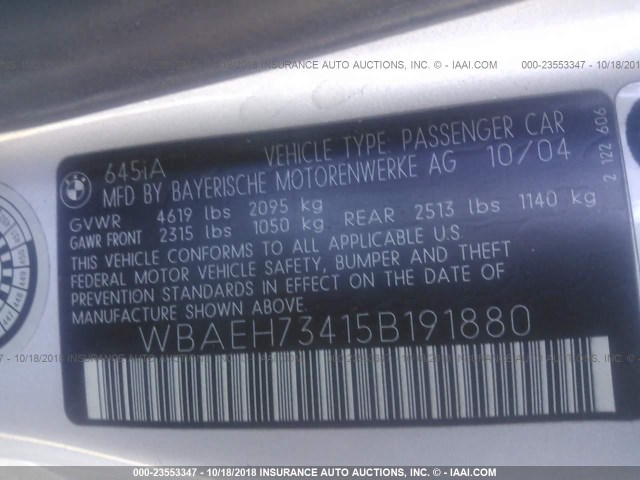 000-23553347 - 10/18/2018 INSURANCE AUTO AUCTIONS, INC. © - IAAI.COM
000-23553347 - 10/18/2018
BMW
645iA VEHICLE TYPE PASSENGER CAR
MFD BY BAYERISCHE MOTORENWERKE AG 10/04
GVWR 4619 lbs 2095 kg
GAWR FRONT 2315 lbs 1050 kg REAR 2513 lbs 1140 kg
THIS VEHICLE CONFORMS TO ALL APPLICABLE U.S.
FEDERAL MOTOR VEHICLE SAFETY, BUMPER AND THEFT
PREVENTION STANDARDS IN EFFECT ON THE DATE OF
MANUFACTURE SHOWN ABOVE.
WBAEH73415B191880
2 122 606
000-23553347 - 10/18/2018 INSURANCE AUTO AUCTIONS, INC. © - IAAI.COM